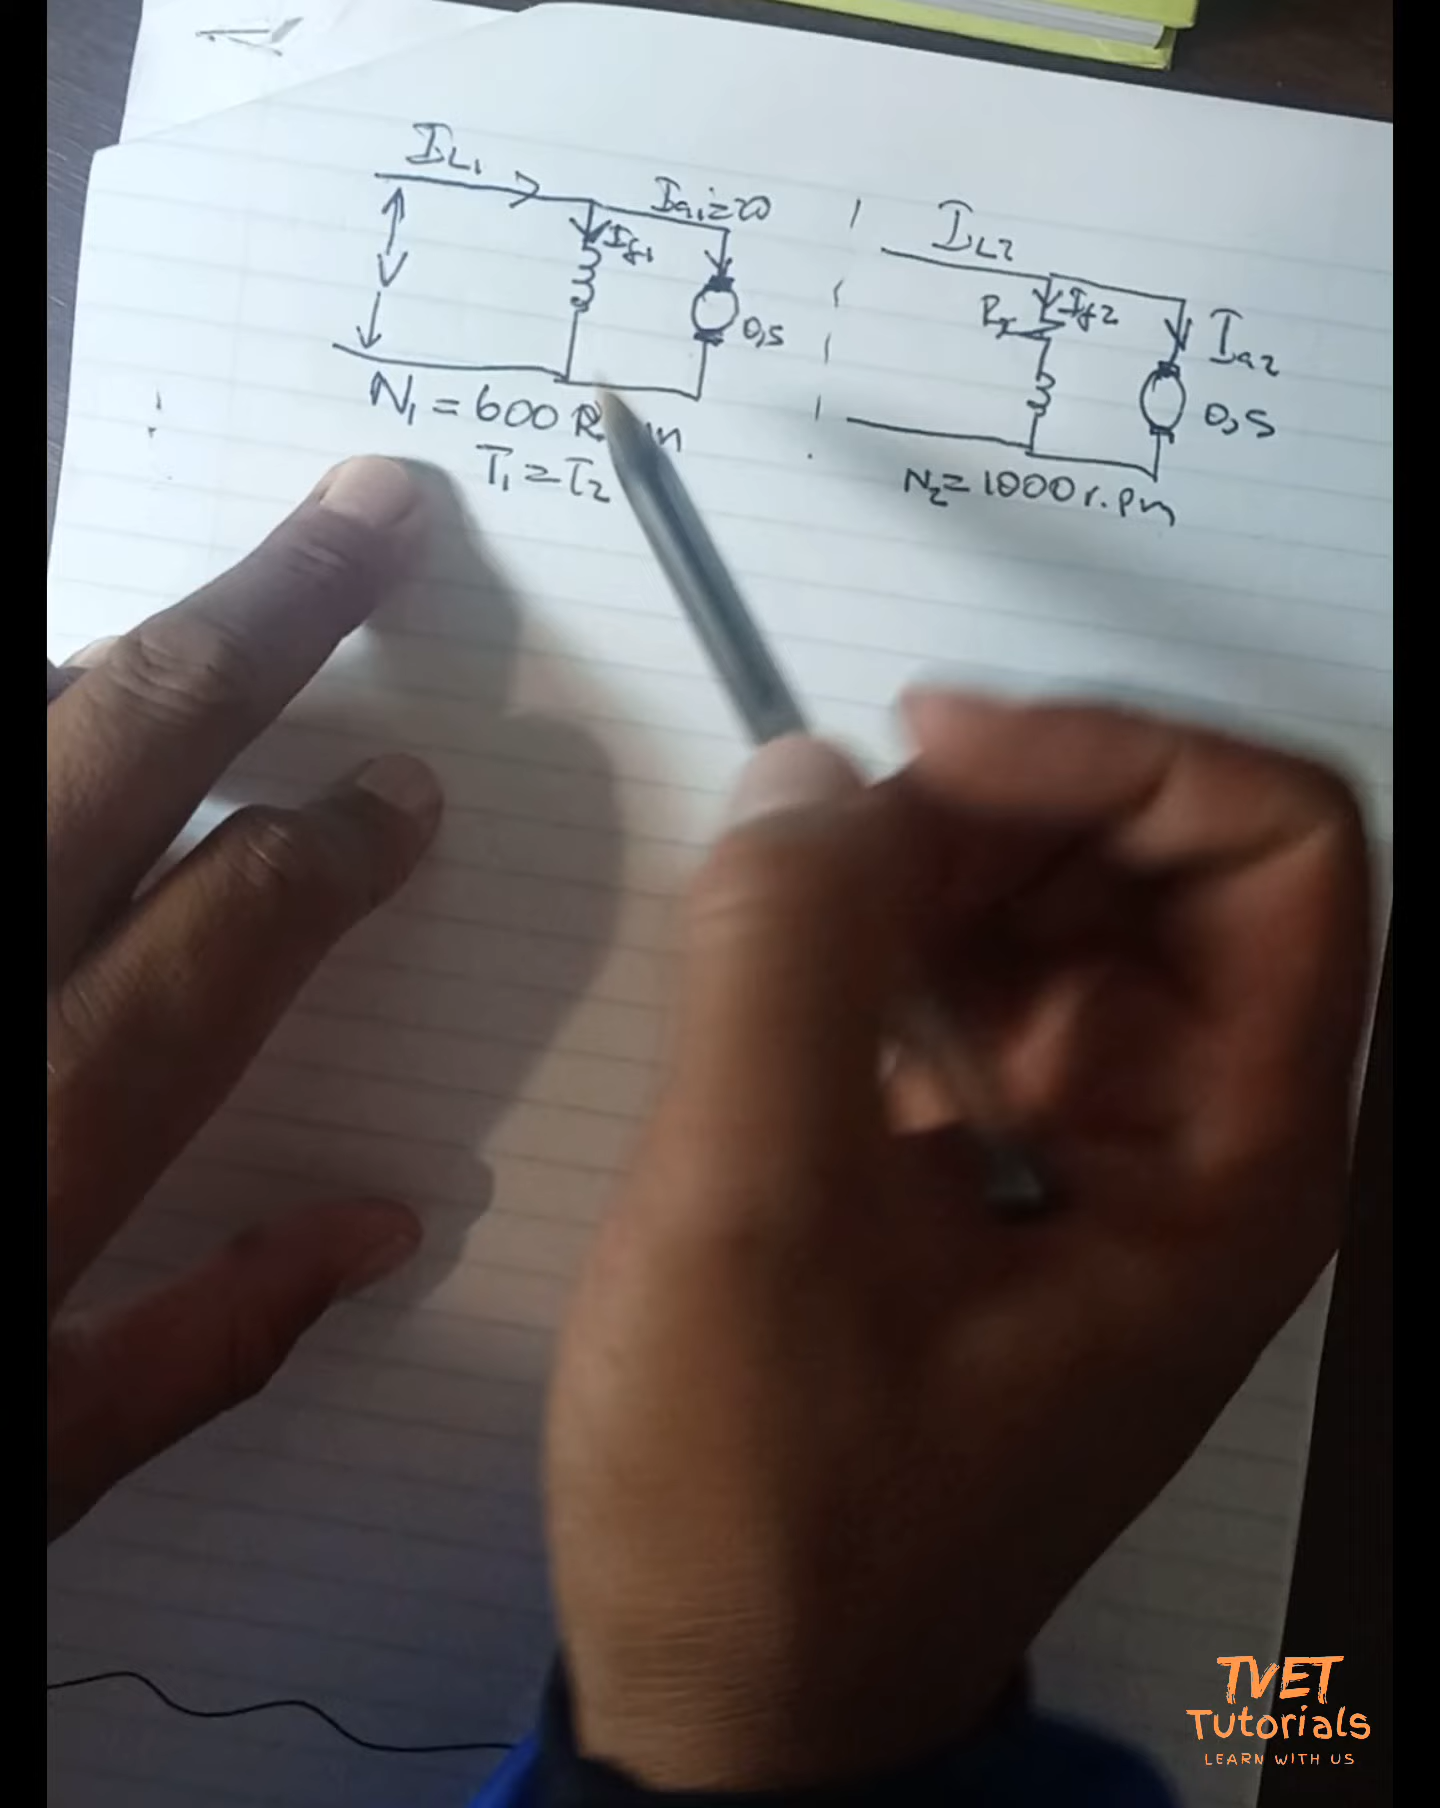 IL1
Ia1=20
If1
V
0,5
N1 = 600 R
T1 = T2
IL2
Rx
If2
Ia2
0,5
N2 = 1000 r.pm
TVET
Tutorials
LEARN WITH US